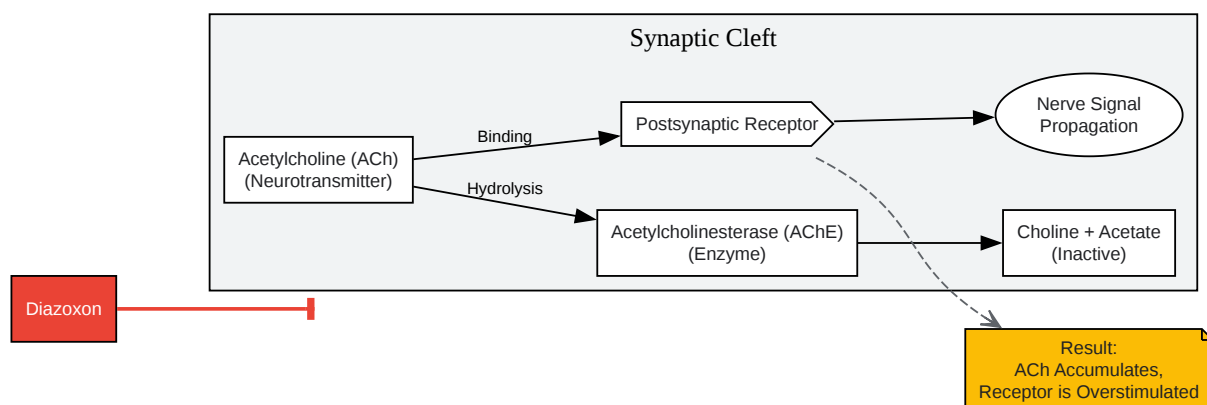 Synaptic Cleft
Acetylcholine (ACh)
(Neurotransmitter)
Binding
Hydrolysis
Postsynaptic Receptor
Nerve Signal
Propagation
Acetylcholinesterase (AChE)
(Enzyme)
Choline + Acetate
(Inactive)
Diazoxon
Result:
ACh Accumulates,
Receptor is Overstimulated